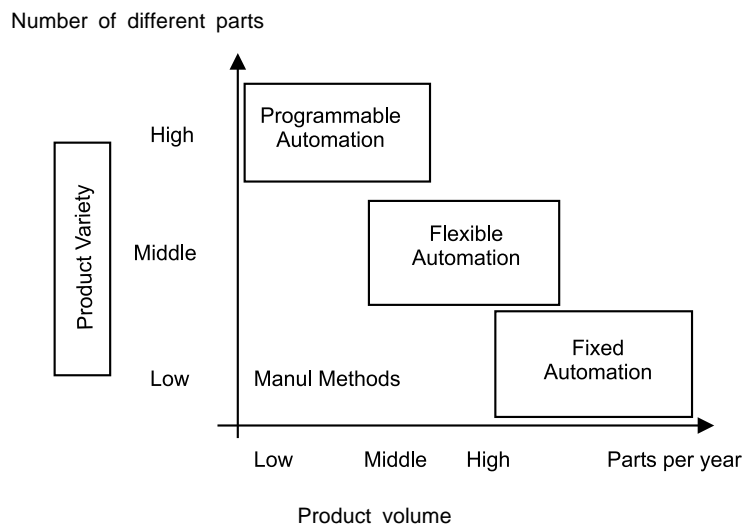 Number of different parts
Programmable
Automation
High
Product Variety
Flexible
Automation
Middle
Fixed
Automation
Low
Manul Methods
Low
Middle
High
Parts per year
Product volume